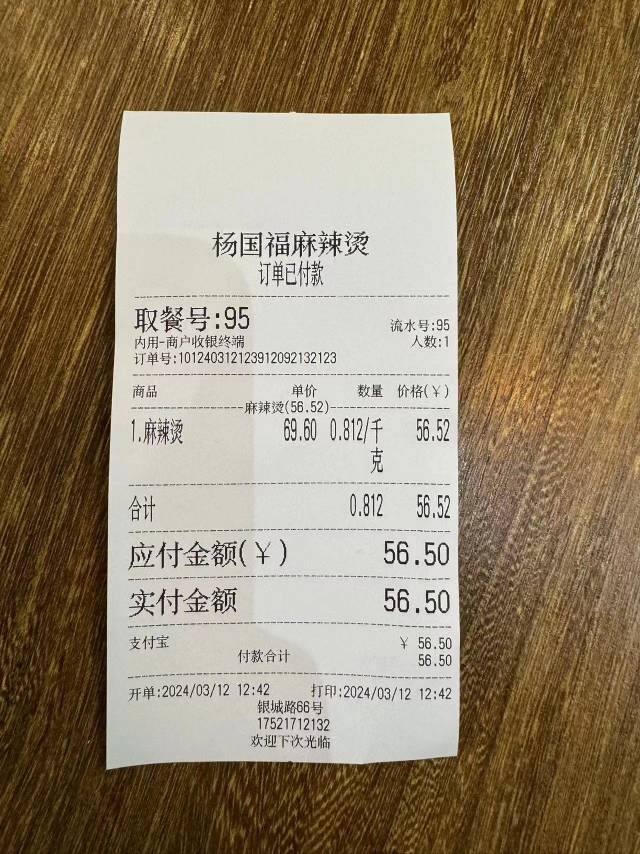 杨国福麻辣烫
订单已付款
取餐号:95
流水号:95
内用-商户收银终端 人数:1
订单号:101240312123912092132123
商品 单价 数量 价格(¥)
麻辣烫(56.52)
1.麻辣烫 69.60 0.812/千 56.52
克
合计 0.812 56.52
应付金额(¥) 56.50
实付金额 56.50
支付宝 ¥ 56.50
付款合计 56.50
开单:2024/03/12 12:42 打印:2024/03/12 12:42
银城路66号
17521712132
欢迎下次光临